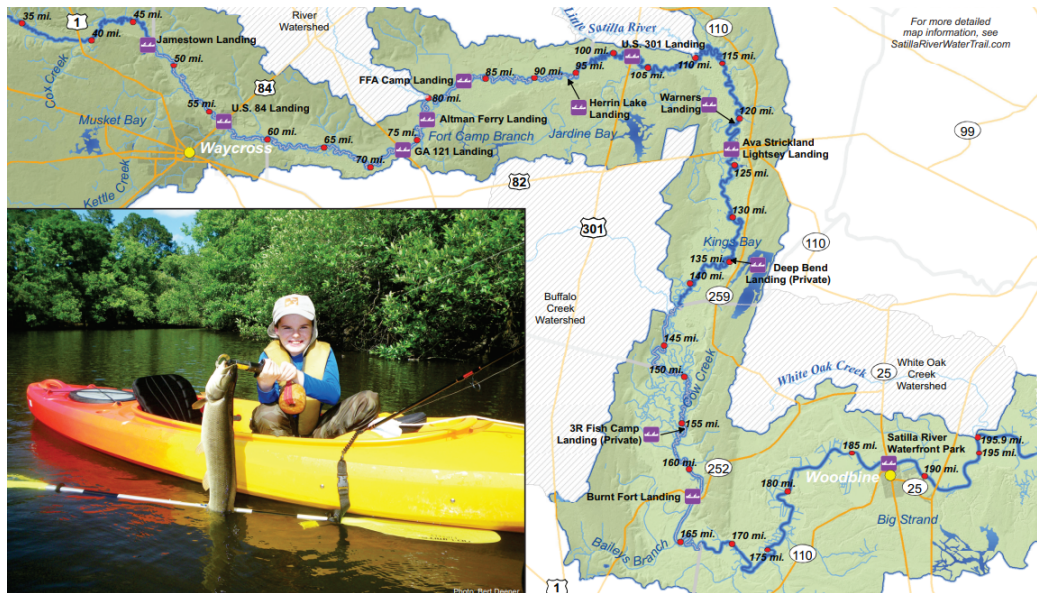 35 mi.
1
40 mi.
45 mi.
Jamestown Landing
50 mi.
Cox Creek
84
55 mi.
U.S. 84 Landing
Musket Bay
Waycross
Kettle Creek
60 mi.
65 mi.
70 mi.
River
Watershed
FFA Camp Landing
80 mi.
Altman Ferry Landing
75 mi.
Fort Camp Branch
GA 121 Landing
85 mi.
90 mi.
95 mi.
100 mi.
Little Satilla River
U.S. 301 Landing
105 mi.
110 mi.
110
115 mi.
Herrin Lake
Landing
Jardine Bay
Warners
Landing
120 mi.
Ava Strickland
Lightsey Landing
125 mi.
For more detailed
map information, see
SatillaRiverWaterTrail.com
99
82
301
130 mi.
Kings Bay
110
135 mi.
Deep Bend
Landing (Private)
140 mi.
259
Buffalo
Creek
Watershed
145 mi.
150 mi.
Cow Creek
155 mi.
3R Fish Camp
Landing (Private)
160 mi.
252
Burnt Fort Landing
165 mi.
Baileys Branch
170 mi.
175 mi.
110
180 mi.
White Oak Creek
25
White Oak
Creek
Watershed
185 mi.
Satilla River
Waterfront Park
Woodbine
190 mi.
25
195.9 mi.
195 mi.
Big Strand
1
Photo: Bert Deener